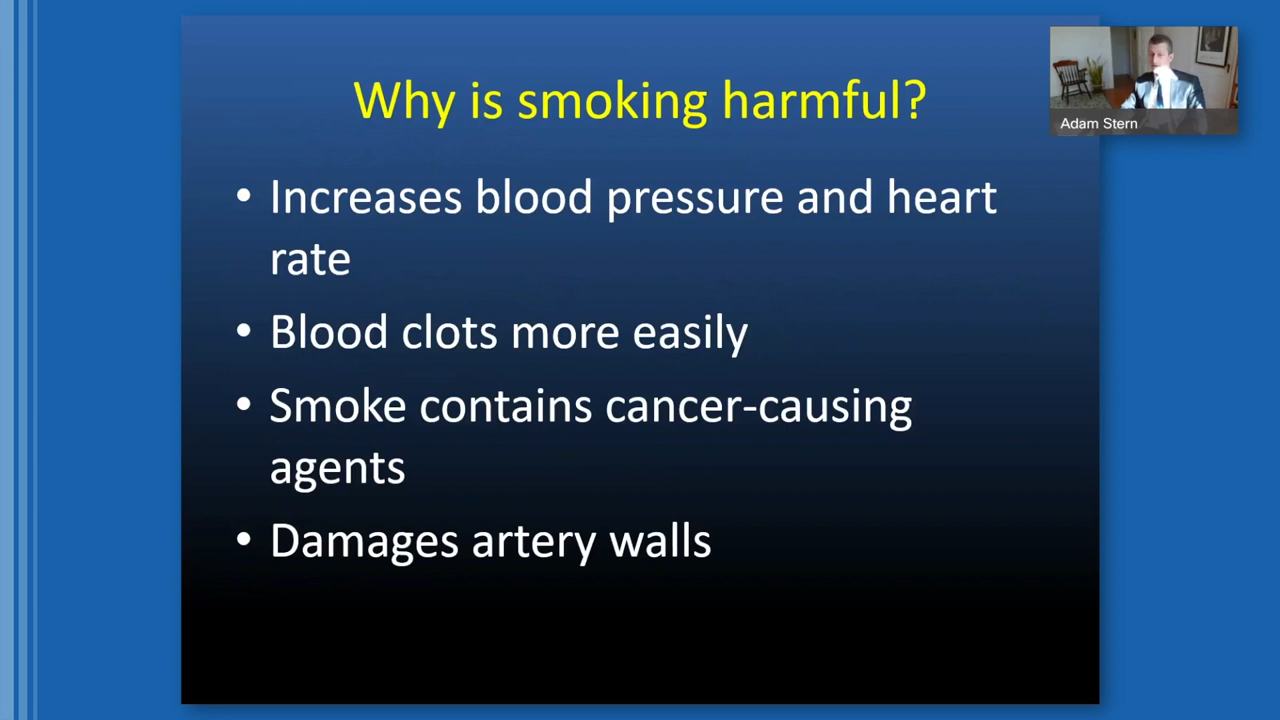 Why is smoking harmful?
Adam Stern
• Increases blood pressure and heart
rate
• Blood clots more easily
• Smoke contains cancer-causing
agents
• Damages artery walls